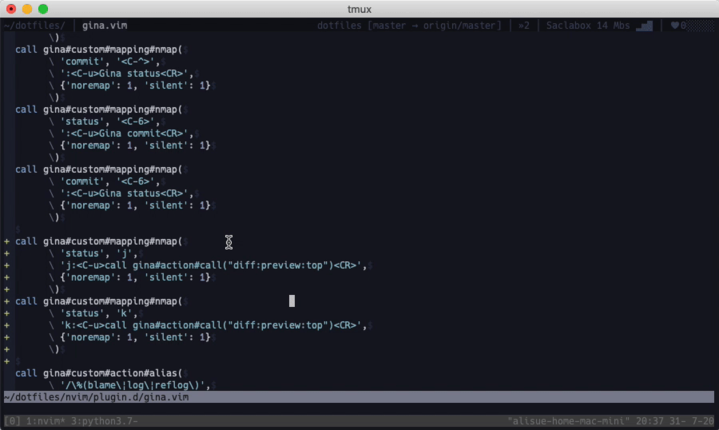 tmux
~/dotfiles/ | gina.vim dotfiles [master → origin/master] | »2 | Saclabox 14 Mbs | ♥0
\)$
call gina#custom#mapping#nmap($
\ 'commit', '<C-^>',$
\ ':<C-u>Gina status<CR>',$
\ {'noremap': 1, 'silent': 1}$
\)$
call gina#custom#mapping#nmap($
\ 'status', '<C-6>',$
\ ':<C-u>Gina commit<CR>',$
\ {'noremap': 1, 'silent': 1}$
\)$
call gina#custom#mapping#nmap($
\ 'commit', '<C-6>',$
\ ':<C-u>Gina status<CR>',$
\ {'noremap': 1, 'silent': 1}$
\)$
$
+ call gina#custom#mapping#nmap($
+ \ 'status', 'j',$
+ \ 'j:<C-u>call gina#action#call("diff:preview:top")<CR>',$
+ \ {'noremap': 1, 'silent': 1}$
+ \)$
+ call gina#custom#mapping#nmap($
+ \ 'status', 'k',$
+ \ 'k:<C-u>call gina#action#call("diff:preview:top")<CR>',$
+ \ {'noremap': 1, 'silent': 1}$
+ \)$
+ $
call gina#custom#action#alias($
\ '/\%(blame\|log\|reflog\)',$
~/dotfiles/nvim/plugin.d/gina.vim
[0] 1:nvim* 3:python3.7- "alisue-home-mac-mini" 20:37 31- 7-20